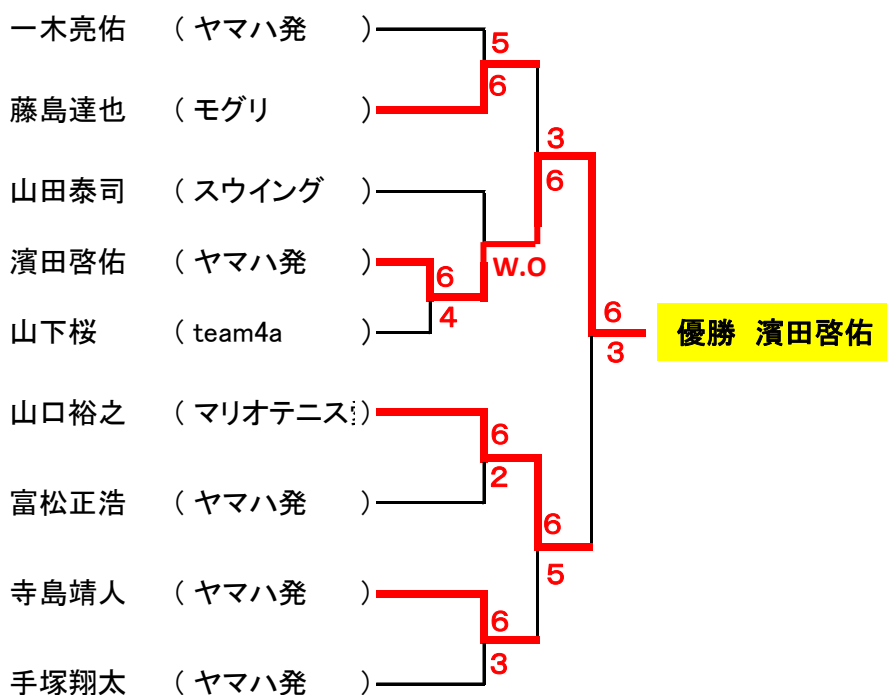 一木亮佑 （ ヤマハ発 ）
5
6
藤島達也 （ モグリ ）
3
6
山田泰司 （ スウイング ）
濱田啓佑 （ ヤマハ発 ）
W.O
6
4
山下桜 （ team4a ）
6
3
優勝 濱田啓佑
山口裕之 （ マリオテニス ）
6
2
富松正浩 （ ヤマハ発 ）
6
5
寺島靖人 （ ヤマハ発 ）
6
3
手塚翔太 （ ヤマハ発 ）